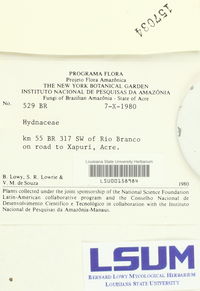 157034
PROGRAMA FLORA
Projeto Flora Amazônica
THE NEW YORK BOTANICAL GARDEN
INSTITUTO NACIONAL DE PESQUISAS DA AMAZÔNIA
Fungi of Brazilian Amazônia - State of Acre
No. 529 BR 7-X-1980
Hydnaceae
km 55 BR 317 SW of Rio Branco
on road to Xapuri, Acre.
Louisiana State University Herbarium
LSU00158984
B. Lowy, S. R. Lowrie &
V. M. de Souza 1980
Plants collected under the joint sponsorship of the National Science Foundation
Latin-American collaborative program and the Conselho Nacional de
Desenvolvimento Científico e Tecnológico in collaboration with the Instituto
Nacional de Pesquisas da Amazônia-Manaus.
LSUM
BERNARD LOWY MYCOLOGICAL HERBARIUM
LOUISIANA STATE UNIVERSITY